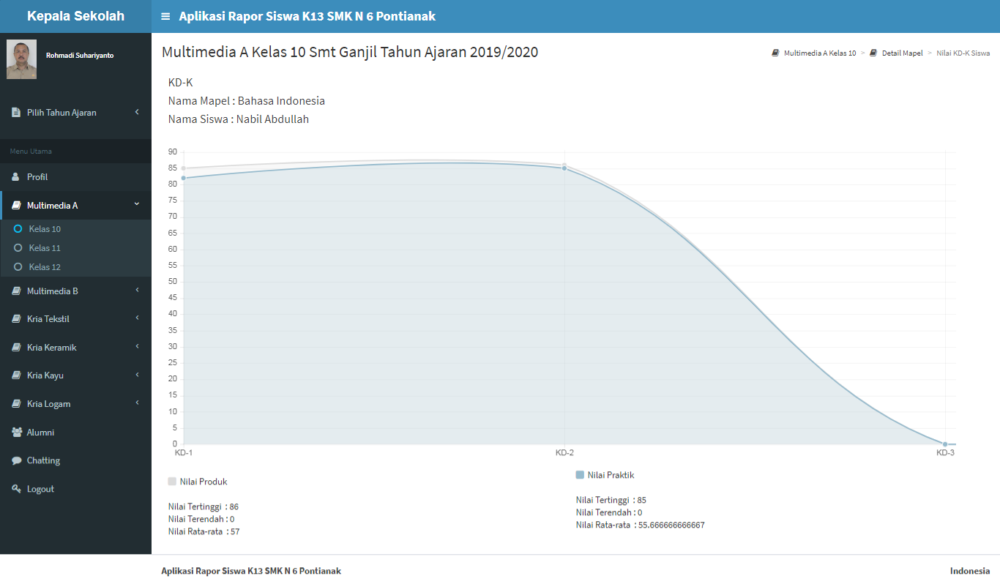 Kepala Sekolah
Aplikasi Rapor Siswa K13 SMK N 6 Pontianak
Rohmadi Suhariyanto
Pilih Tahun Ajaran
Menu Utama
Profil
Multimedia A
Kelas 10
Kelas 11
Kelas 12
Multimedia B
Kria Tekstil
Kria Keramik
Kria Kayu
Kria Logam
Alumni
Chatting
Logout
Multimedia A Kelas 10 Smt Ganjil Tahun Ajaran 2019/2020
Multimedia A Kelas 10 > Detail Mapel > Nilai KD-K Siswa
KD-K
Nama Mapel : Bahasa Indonesia
Nama Siswa : Nabil Abdullah
90
85
80
75
70
65
60
55
50
45
40
35
30
25
20
15
10
5
0
KD-1 KD-2 KD-3
Nilai Produk
Nilai Tertinggi : 86
Nilai Terendah : 0
Nilai Rata-rata : 57
Nilai Praktik
Nilai Tertinggi : 85
Nilai Terendah : 0
Nilai Rata-rata : 55.666666666667
Aplikasi Rapor Siswa K13 SMK N 6 Pontianak
Indonesia